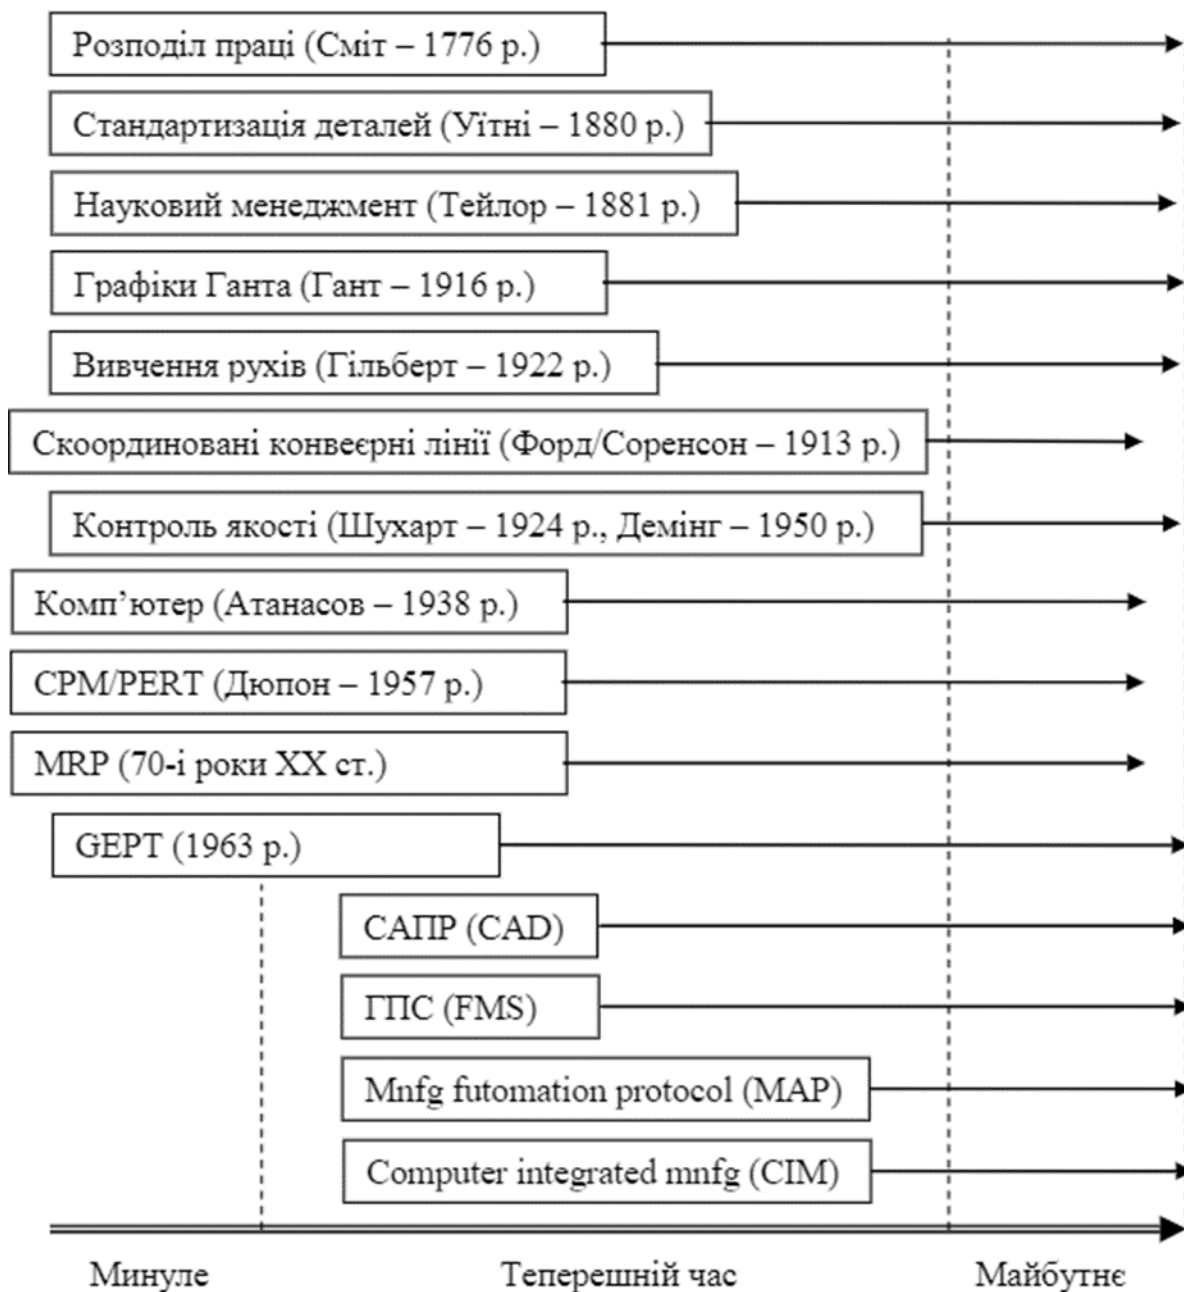 Розподіл праці (Сміт – 1776 р.)
Стандартизація деталей (Уїтні – 1880 р.)
Науковий менеджмент (Тейлор – 1881 р.)
Графіки Ганта (Гант – 1916 р.)
Вивчення рухів (Гільберт – 1922 р.)
Скоординовані конвеєрні лінії (Форд/Соренсон – 1913 р.)
Контроль якості (Шухарт – 1924 р., Демінг – 1950 р.)
Комп’ютер (Атанасов – 1938 р.)
CPM/PERT (Дюпон – 1957 р.)
MRP (70-і роки XX ст.)
GEPT (1963 р.)
САПР (CAD)
ГПС (FMS)
Mnfg futomation protocol (MAP)
Computer integrated mnfg (CIM)
Минуле Теперешній час Майбутнє